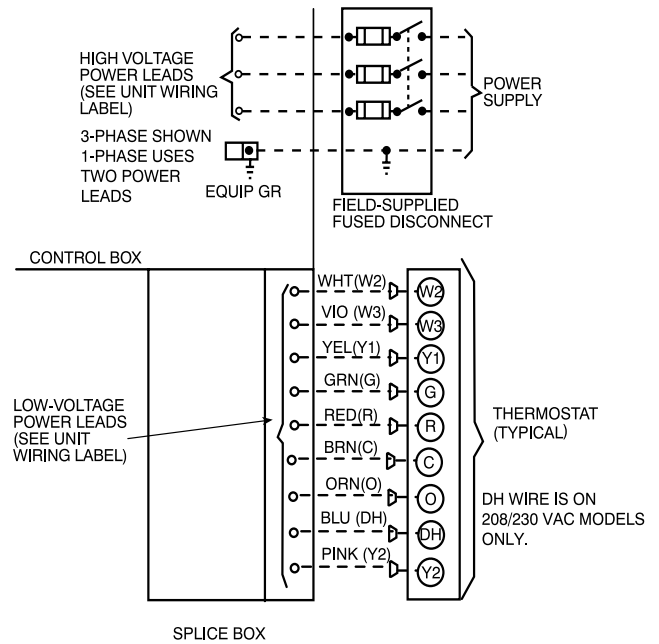 HIGH VOLTAGE
POWER LEADS
(SEE UNIT WIRING
LABEL)
POWER
SUPPLY
3-PHASE SHOWN
1-PHASE USES
TWO POWER
LEADS
EQUIP GR
FIELD-SUPPLIED
FUSED DISCONNECT
CONTROL BOX
WHT(W2)
W2
VIO (W3)
W3
YEL(Y1)
Y1
GRN(G)
G
RED(R)
R
BRN(C)
C
ORN(O)
O
BLU (DH)
DH
PINK (Y2)
Y2
LOW-VOLTAGE
POWER LEADS
(SEE UNIT
WIRING LABEL)
THERMOSTAT
(TYPICAL)
DH WIRE IS ON
208/230 VAC MODELS
ONLY.
SPLICE BOX